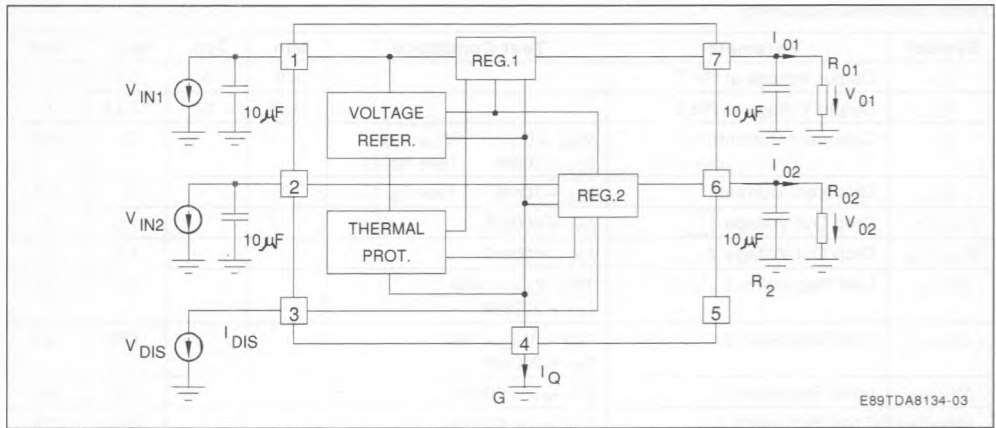 1
REG.1
7
I 01
R 01
V IN1
10µF
VOLTAGE
REFER.
10µF
V 01
2
6
I 02
REG.2
R 02
V IN2
10µF
THERMAL
PROT.
10µF
V 02
R 2
3
5
V DIS
I DIS
4
I Q
G
E89TDA8134-03